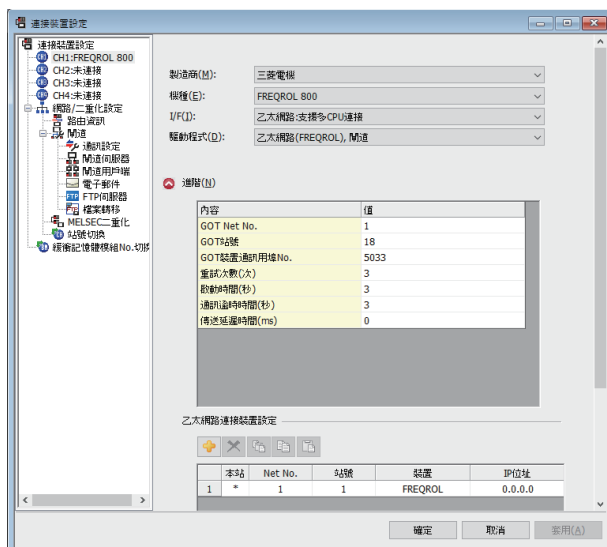 連接裝置設定
連接裝置設定
CH1:FREQROL 800
CH2:未連接
CH3:未連接
CH4:未連接
網路/二重化設定
路由資訊
閘道
通訊設定
閘道伺服器
閘道用戶端
電子郵件
FTP伺服器
檔案轉移
MELSEC二重化
站號切換
緩衝記憶體模組No.切換
製造商(M): 三菱電機
機種(E): FREQROL 800
I/F(I): 乙太網路:支援多CPU連接
驅動程式(D): 乙太網路(FREQROL), 閘道
進階(N)
內容 值
GOT Net No. 1
GOT站號 18
GOT裝置通訊用埠No. 5033
重試次數(次) 3
啟動時間(秒) 3
通訊逾時時間(秒) 3
傳送延遲時間(ms) 0
乙太網路連接裝置設定
本站 Net No. 站號 裝置 IP位址
1 * 1 1 FREQROL 0.0.0.0
確定 取消 套用(A)